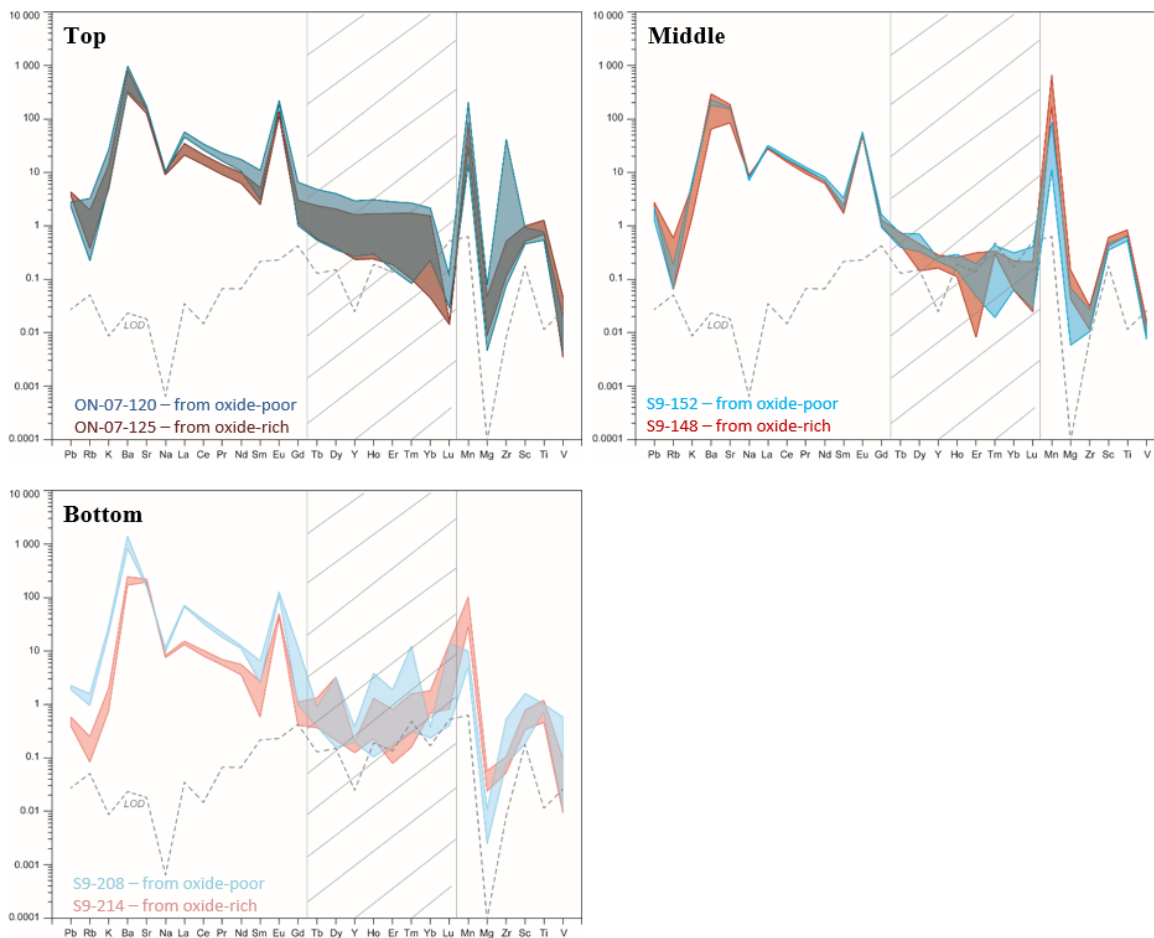 Top
10 000
1 000
100
10
1
0.1
0.01
0.001
0.0001
LOD
ON-07-120 – from oxide-poor
ON-07-125 – from oxide-rich
Pb Rb K Ba Sr Na La Ce Pr Nd Sm Eu Gd Tb Dy Y Ho Er Tm Yb Lu Mn Mg Zr Sc Ti V
Middle
10 000
1 000
100
10
1
0.1
0.01
0.001
0.0001
LOD
S9-152 – from oxide-poor
S9-148 – from oxide-rich
Pb Rb K Ba Sr Na La Ce Pr Nd Sm Eu Gd Tb Dy Y Ho Er Tm Yb Lu Mn Mg Zr Sc Ti V
Bottom
10 000
1 000
100
10
1
0.1
0.01
0.001
0.0001
LOD
S9-208 – from oxide-poor
S9-214 – from oxide-rich
Pb Rb K Ba Sr Na La Ce Pr Nd Sm Eu Gd Tb Dy Y Ho Er Tm Yb Lu Mn Mg Zr Sc Ti V